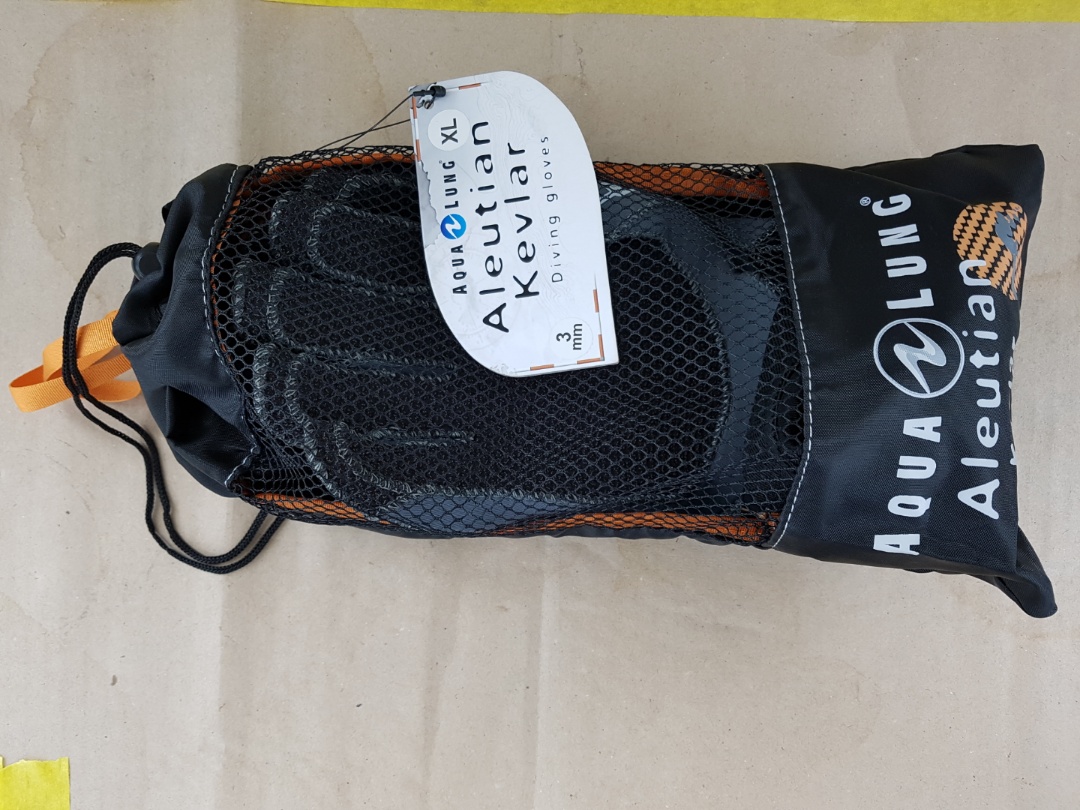 XL
AQUA LUNG®
Aleutian
Kevlar
Diving gloves
3
mm
AQUA LUNG®
Aleutian